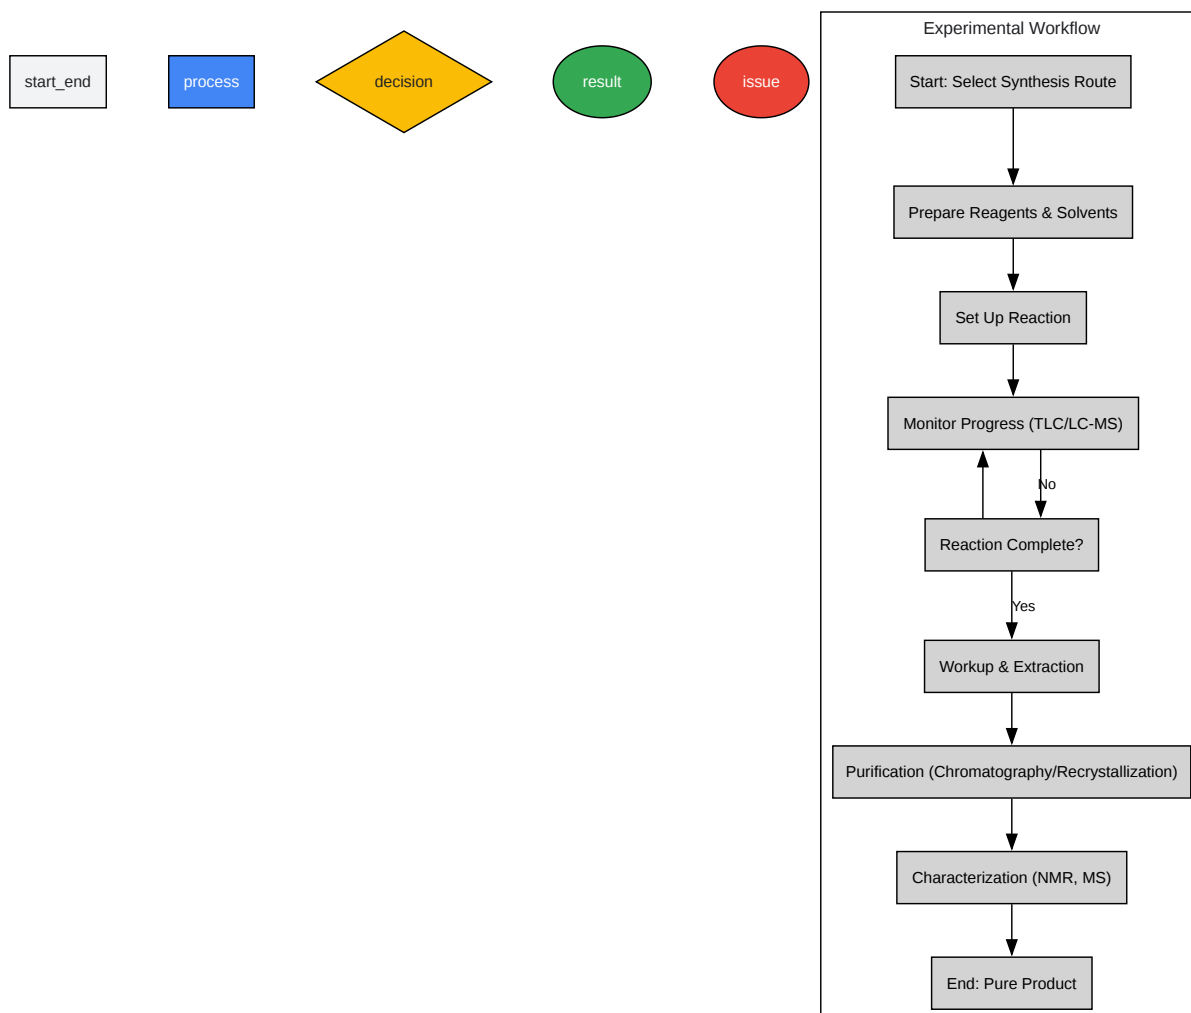 start_end
process
decision
result
issue
Experimental Workflow
Start: Select Synthesis Route
Prepare Reagents & Solvents
Set Up Reaction
Monitor Progress (TLC/LC-MS)
No
Reaction Complete?
Yes
Workup & Extraction
Purification (Chromatography/Recrystallization)
Characterization (NMR, MS)
End: Pure Product